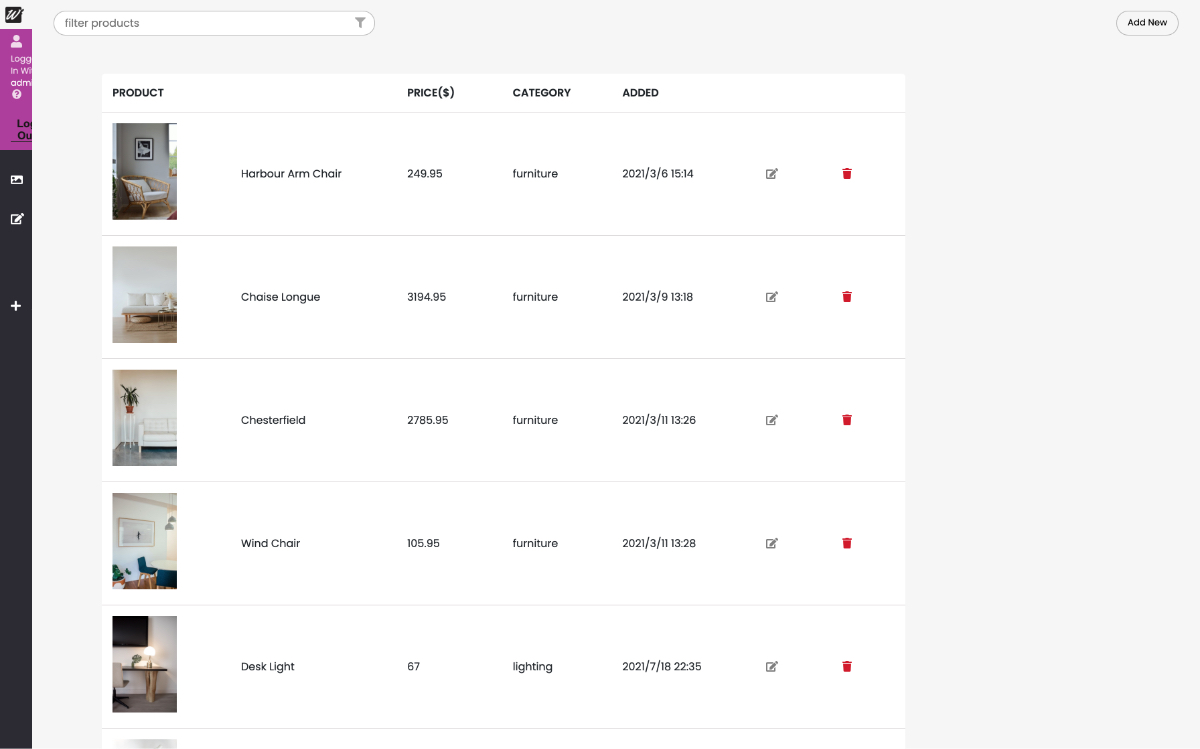 W
filter products
Add New
Logg
In Wi
admi
Log
Ou
PRODUCT PRICE($) CATEGORY ADDED
Harbour Arm Chair 249.95 furniture 2021/3/6 15:14
Chaise Longue 3194.95 furniture 2021/3/9 13:18
Chesterfield 2785.95 furniture 2021/3/11 13:26
Wind Chair 105.95 furniture 2021/3/11 13:28
Desk Light 67 lighting 2021/7/18 22:35